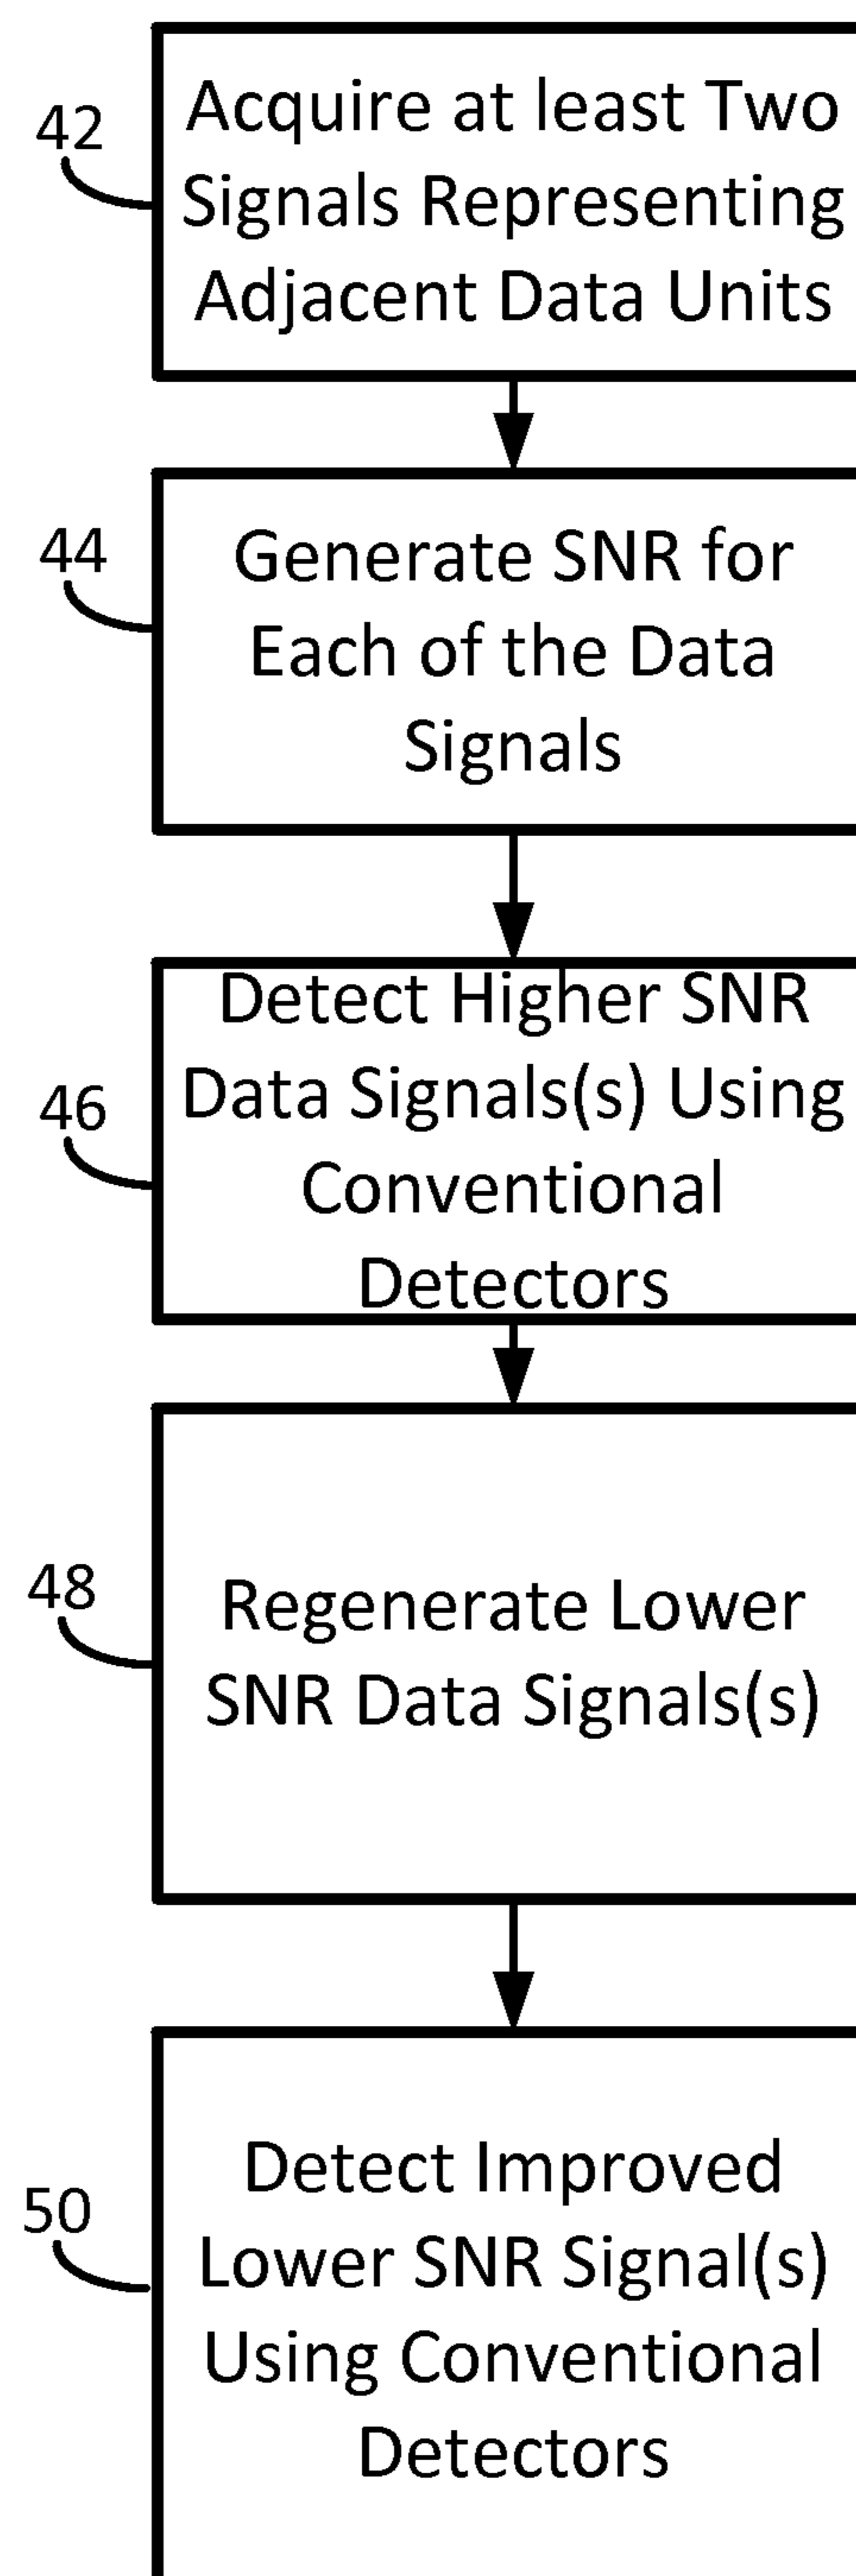 42
Acquire at least Two
Signals Representing
Adjacent Data Units
44
Generate SNR for
Each of the Data
Signals
46
Detect Higher SNR
Data Signals(s) Using
Conventional
Detectors
48
Regenerate Lower
SNR Data Signals(s)
50
Detect Improved
Lower SNR Signal(s)
Using Conventional
Detectors